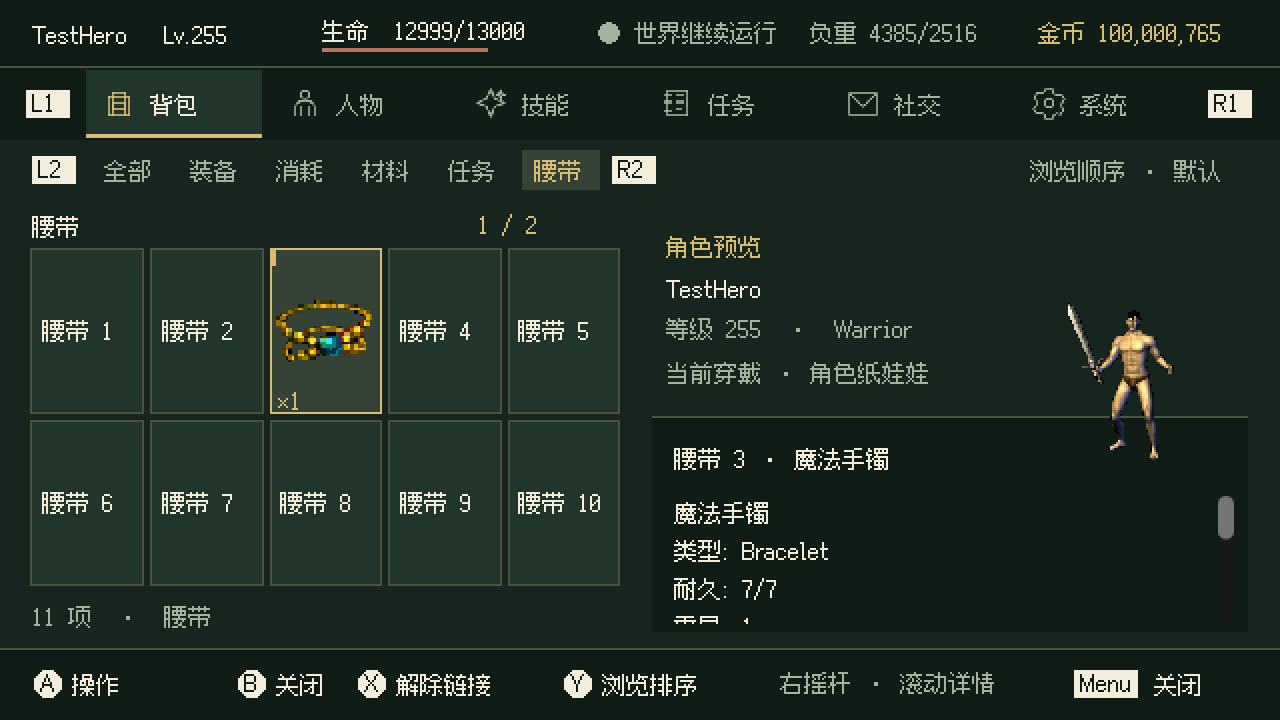 TestHero Lv.255 生命 12999/13000 世界继续运行 负重 4385/2516 金币 100,000,765
L1 背包 人物 技能 任务 社交 系统 R1
L2 全部 装备 消耗 材料 任务 腰带 R2 浏览顺序 · 默认
腰带 1 / 2
腰带 1 腰带 2 ×1 腰带 4 腰带 5
腰带 6 腰带 7 腰带 8 腰带 9 腰带 10
11 项 · 腰带
角色预览
TestHero
等级 255 · Warrior
当前穿戴 · 角色纸娃娃
腰带 3 · 魔法手镯
魔法手镯
类型: Bracelet
耐久: 7/7
A 操作 B 关闭 X 解除链接 Y 浏览排序 右摇杆 · 滚动详情 Menu 关闭